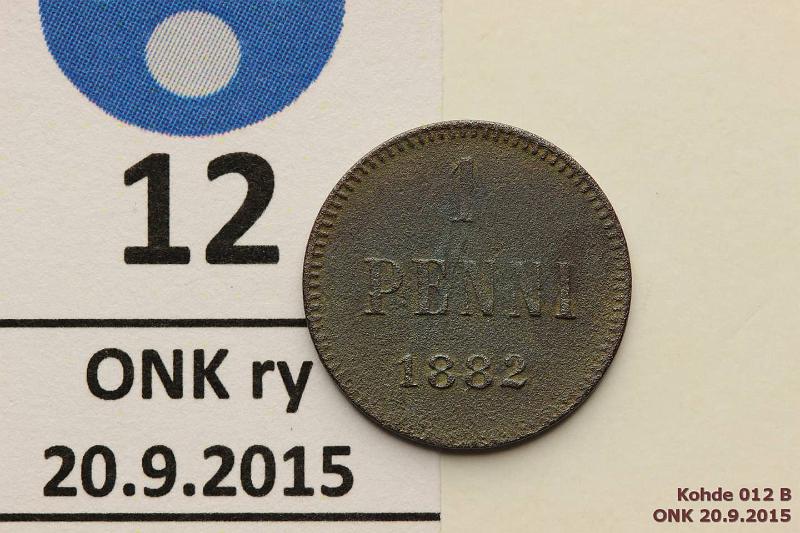 12
ONK ry
20.9.2015
1
PENNI
1882
Kohde 012 B
ONK 20.9.2015